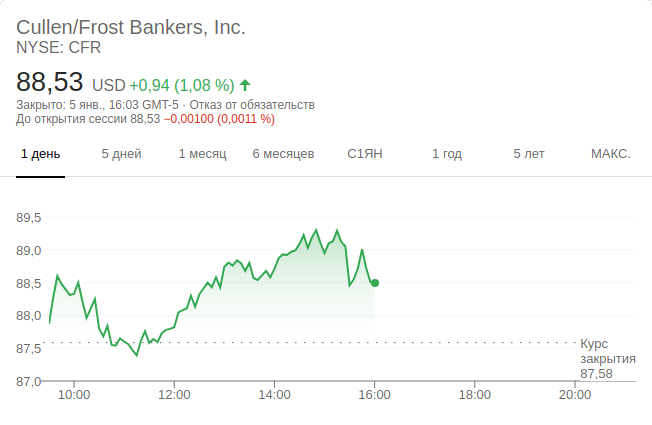 Cullen/Frost Bankers, Inc.
NYSE: CFR
88,53 USD +0,94 (1,08 %)
Закрыто: 5 янв., 16:03 GMT-5 · Отказ от обязательств
До открытия сессии 88,53 −0,00100 (0,0011 %)
1 день 5 дней 1 месяц 6 месяцев С1ЯН 1 год 5 лет МАКС.
89,5
89,0
88,5
88,0
87,5
87,0
Курс
закрытия
87,58
10:00 12:00 14:00 16:00 18:00 20:00